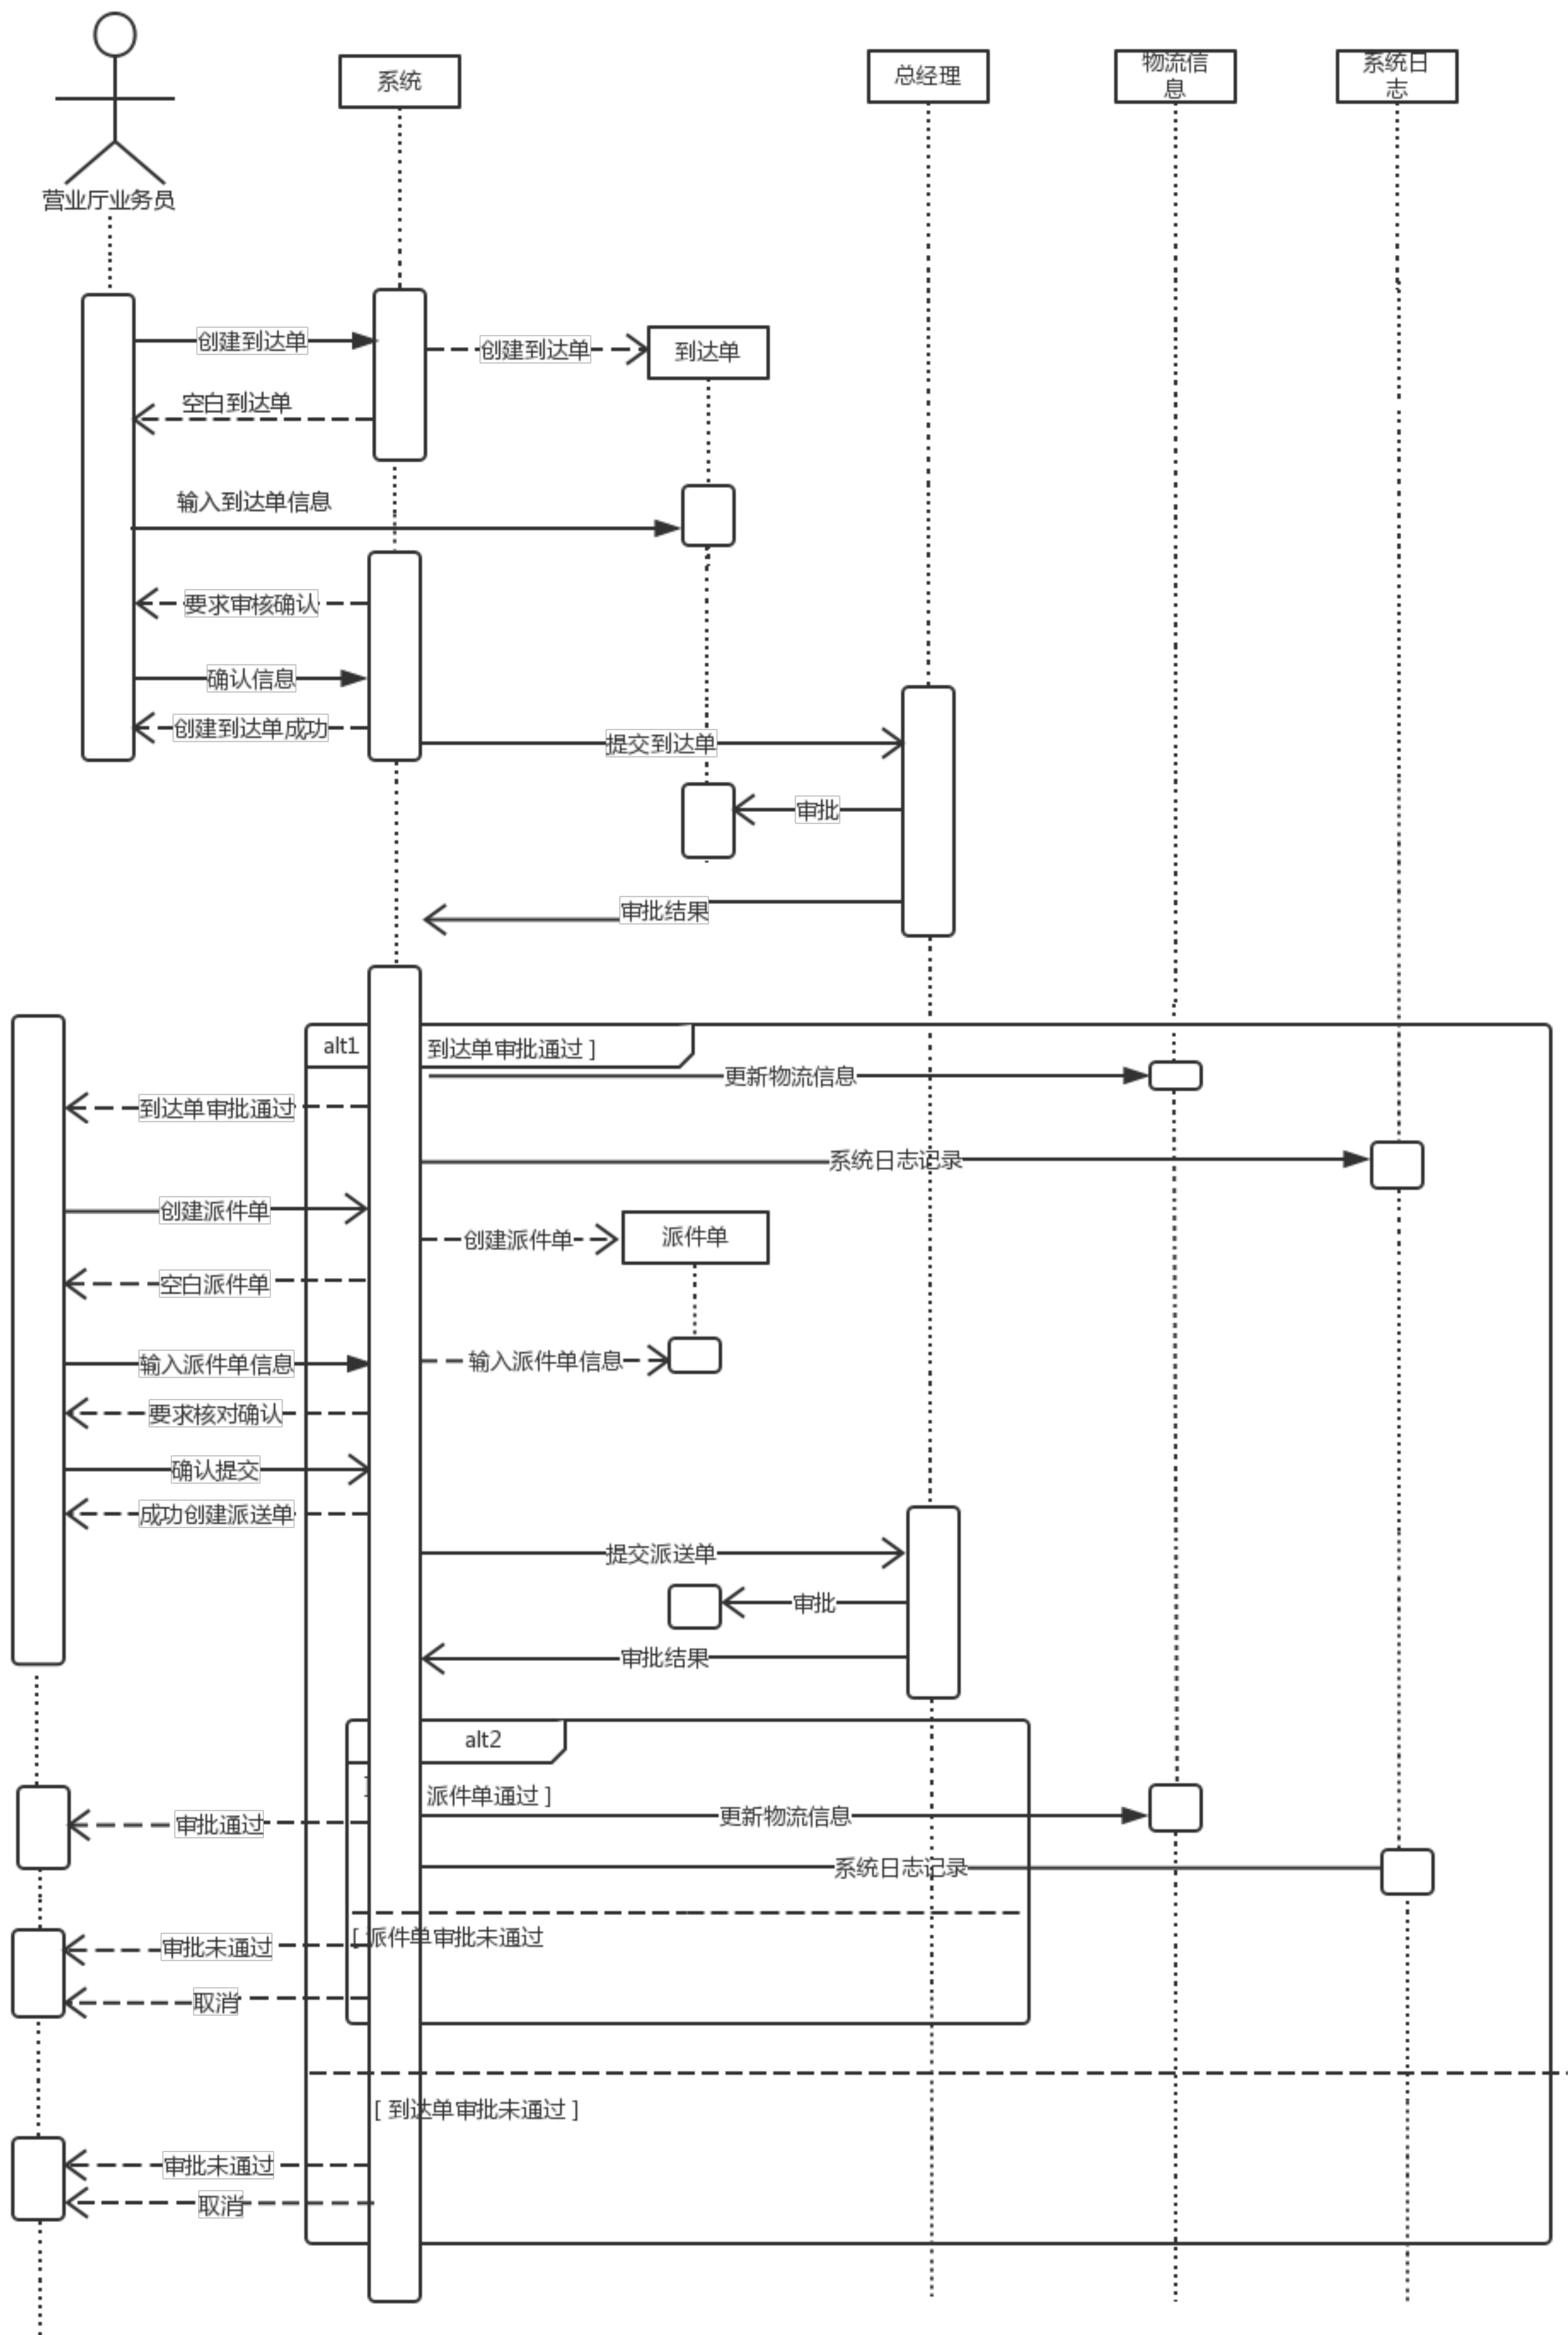 系统
总经理
物流信
息
系统日
志
营业厅业务员
创建到达单
创建到达单
到达单
空白到达单
输入到达单信息
要求审核确认
确认信息
创建到达单成功
提交到达单
审批
审批结果
alt1
到达单审批通过 ]
更新物流信息
到达单审批通过
系统日志记录
创建派件单
创建派件单
派件单
空白派件单
输入派件单信息
输入派件单信息
要求核对确认
确认提交
成功创建派送单
提交派送单
审批
审批结果
alt2
派件单通过 ]
更新物流信息
审批通过
系统日志记录
[ 派件单审批未通过
审批未通过
取消
[ 到达单审批未通过 ]
审批未通过
取消